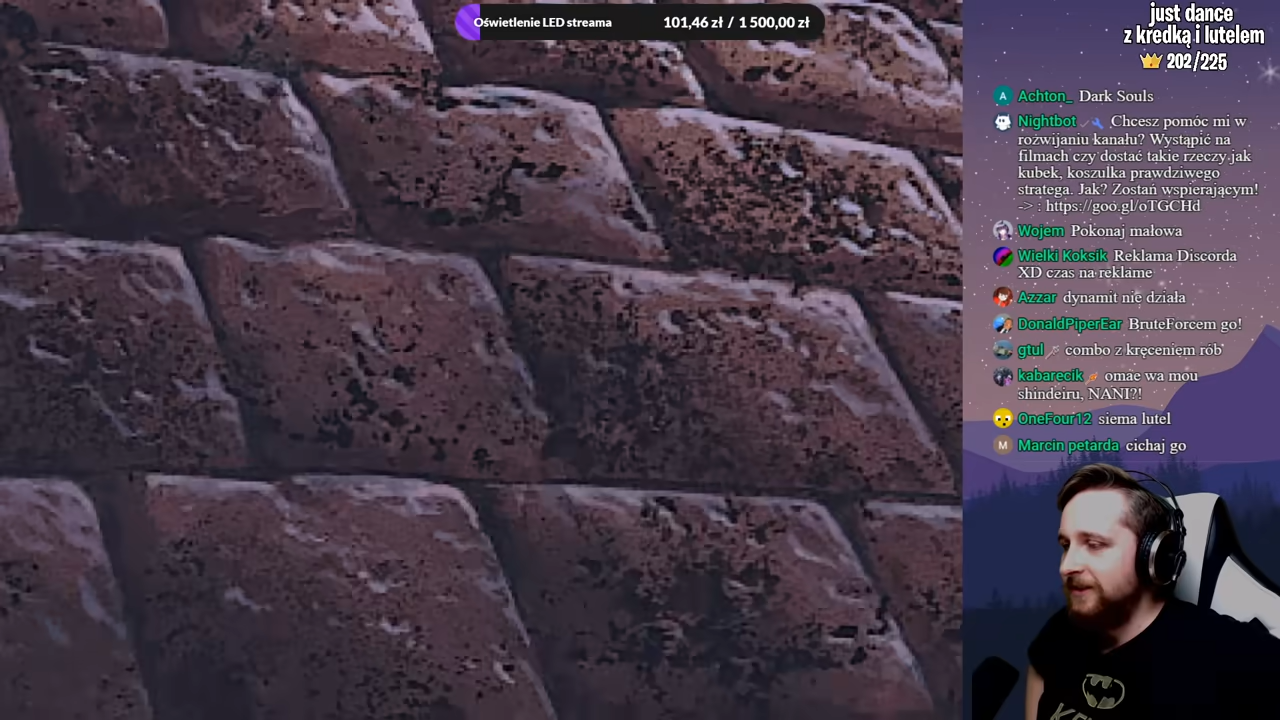 Oświetlenie LED streama 101,46 zł / 1 500,00 zł
just dance
z kredką i lutelem
202/225
A Achton_ Dark Souls
Nightbot Chcesz pomóc mi w
rozwijaniu kanału? Wystąpić na
filmach czy dostać takie rzeczy jak
kubek, koszulka prawdziwego
stratega. Jak? Zostań wspierającym!
-> : https://goo.gl/oTGCHd
Wojem Pokonaj małowa
Wielki Koksik Reklama Discorda
XD czas na reklame
Azzar dynamit nie działa
DonaldPiperEar BruteForcem go!
gtul combo z kręceniem rób
kabarecik omae wa mou
shindeiru, NANI?!
OneFour12 siema lutel
M Marcin petarda cichaj go